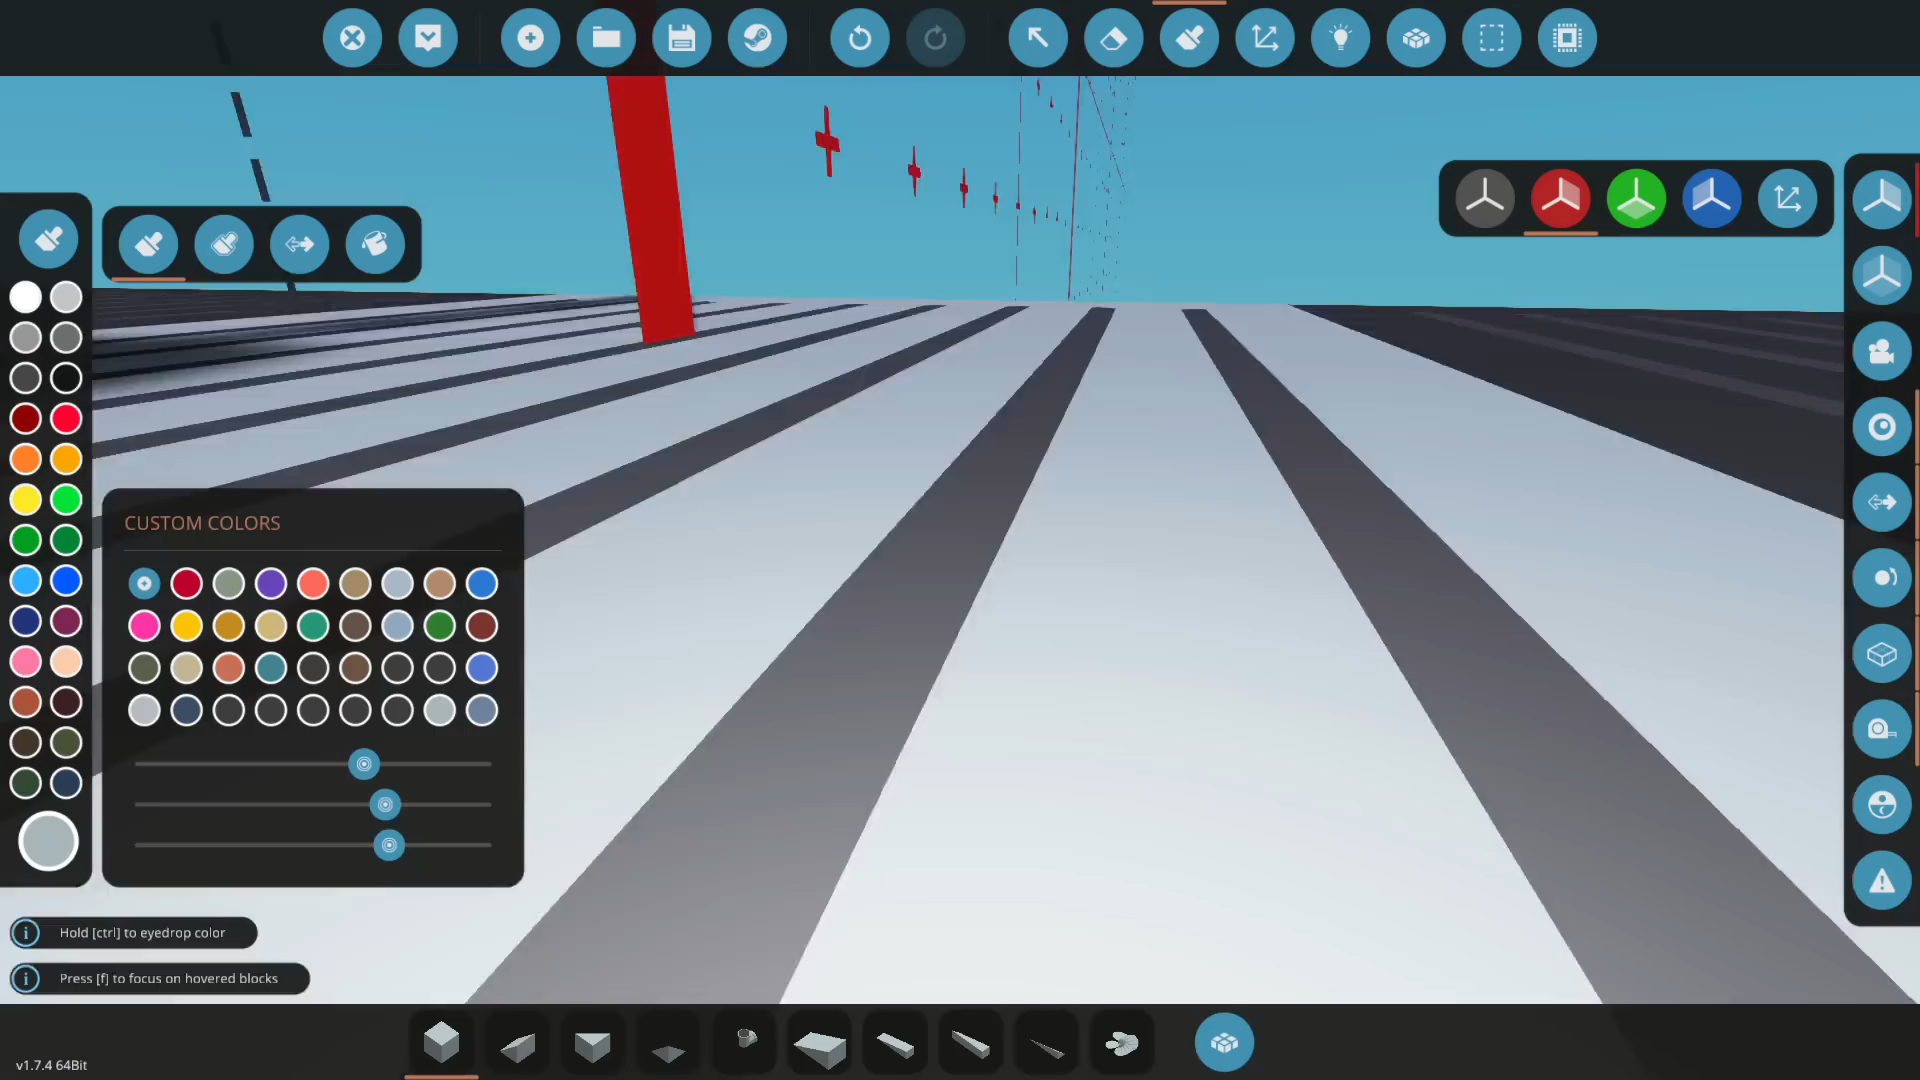 CUSTOM COLORS
Hold [ctrl] to eyedrop color
Press [f] to focus on hovered blocks
v1.7.4 64Bit